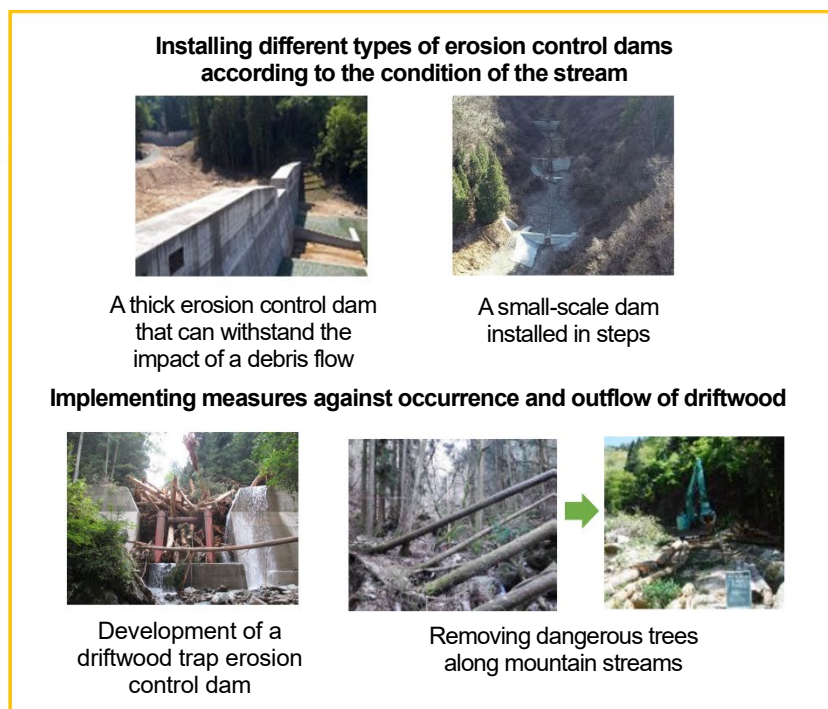 Installing different types of erosion control dams
according to the condition of the stream
A thick erosion control dam
that can withstand the
impact of a debris flow
A small-scale dam
installed in steps
Implementing measures against occurrence and outflow of driftwood
Development of a
driftwood trap erosion
control dam
Removing dangerous trees
along mountain streams